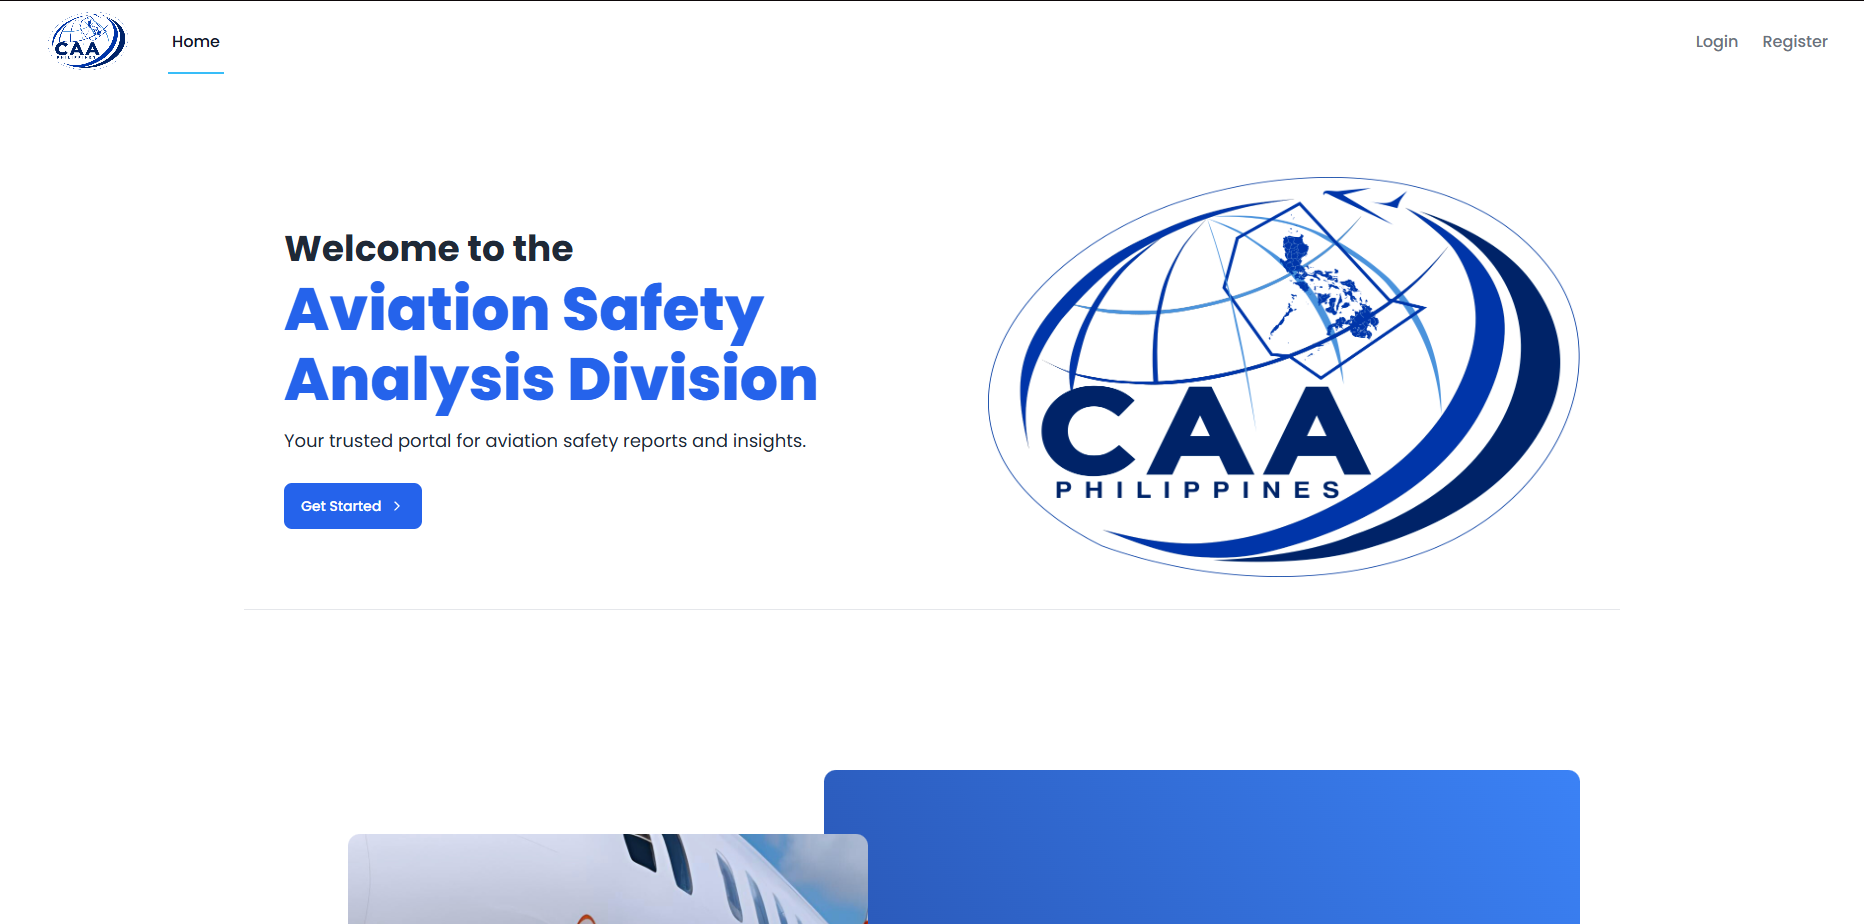 CAA
PHILIPPINES
Home
Login
Register
Welcome to the
Aviation Safety
Analysis Division
Your trusted portal for aviation safety reports and insights.
Get Started
CAA
PHILIPPINES